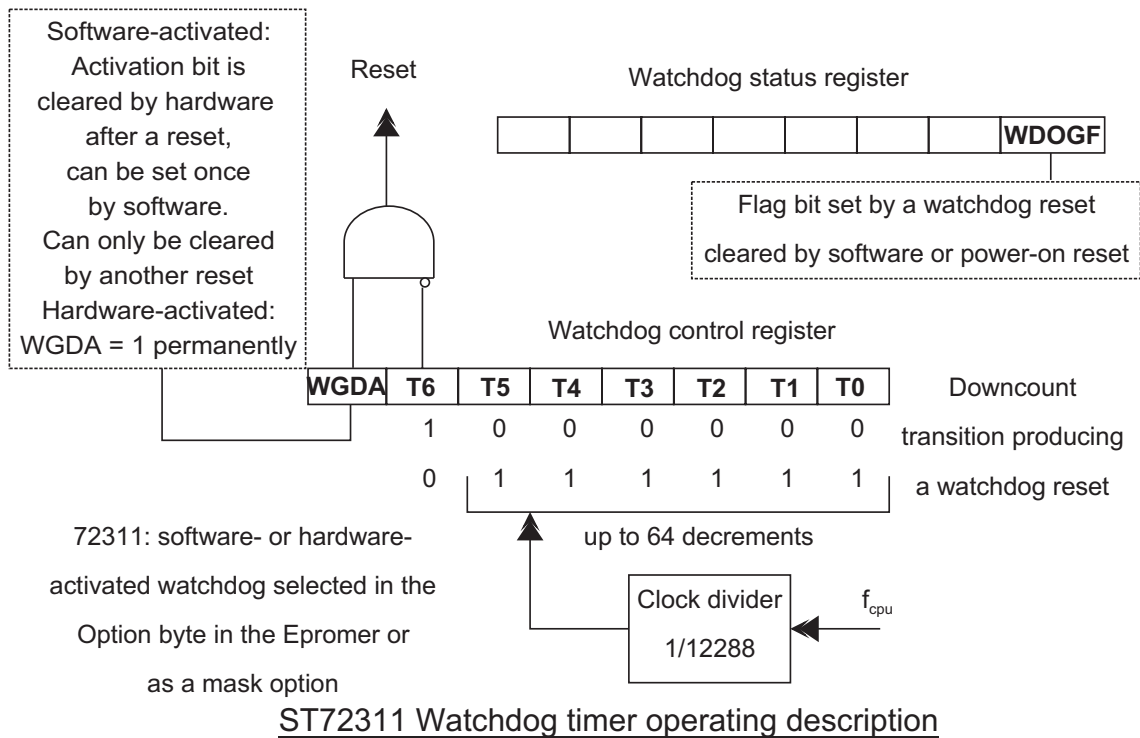 Software-activated:
Activation bit is
cleared by hardware
after a reset,
can be set once
by software.
Can only be cleared
by another reset
Hardware-activated:
WGDA = 1 permanently
Reset
Watchdog status register
WDOGF
Flag bit set by a watchdog reset
cleared by software or power-on reset
Watchdog control register
WGDA T6 T5 T4 T3 T2 T1 T0
1 0 0 0 0 0 0
0 1 1 1 1 1 1
Downcount
transition producing
a watchdog reset
up to 64 decrements
72311: software- or hardware-
activated watchdog selected in the
Option byte in the Epromer or
as a mask option
Clock divider
1/12288
fcpu
ST72311 Watchdog timer operating description